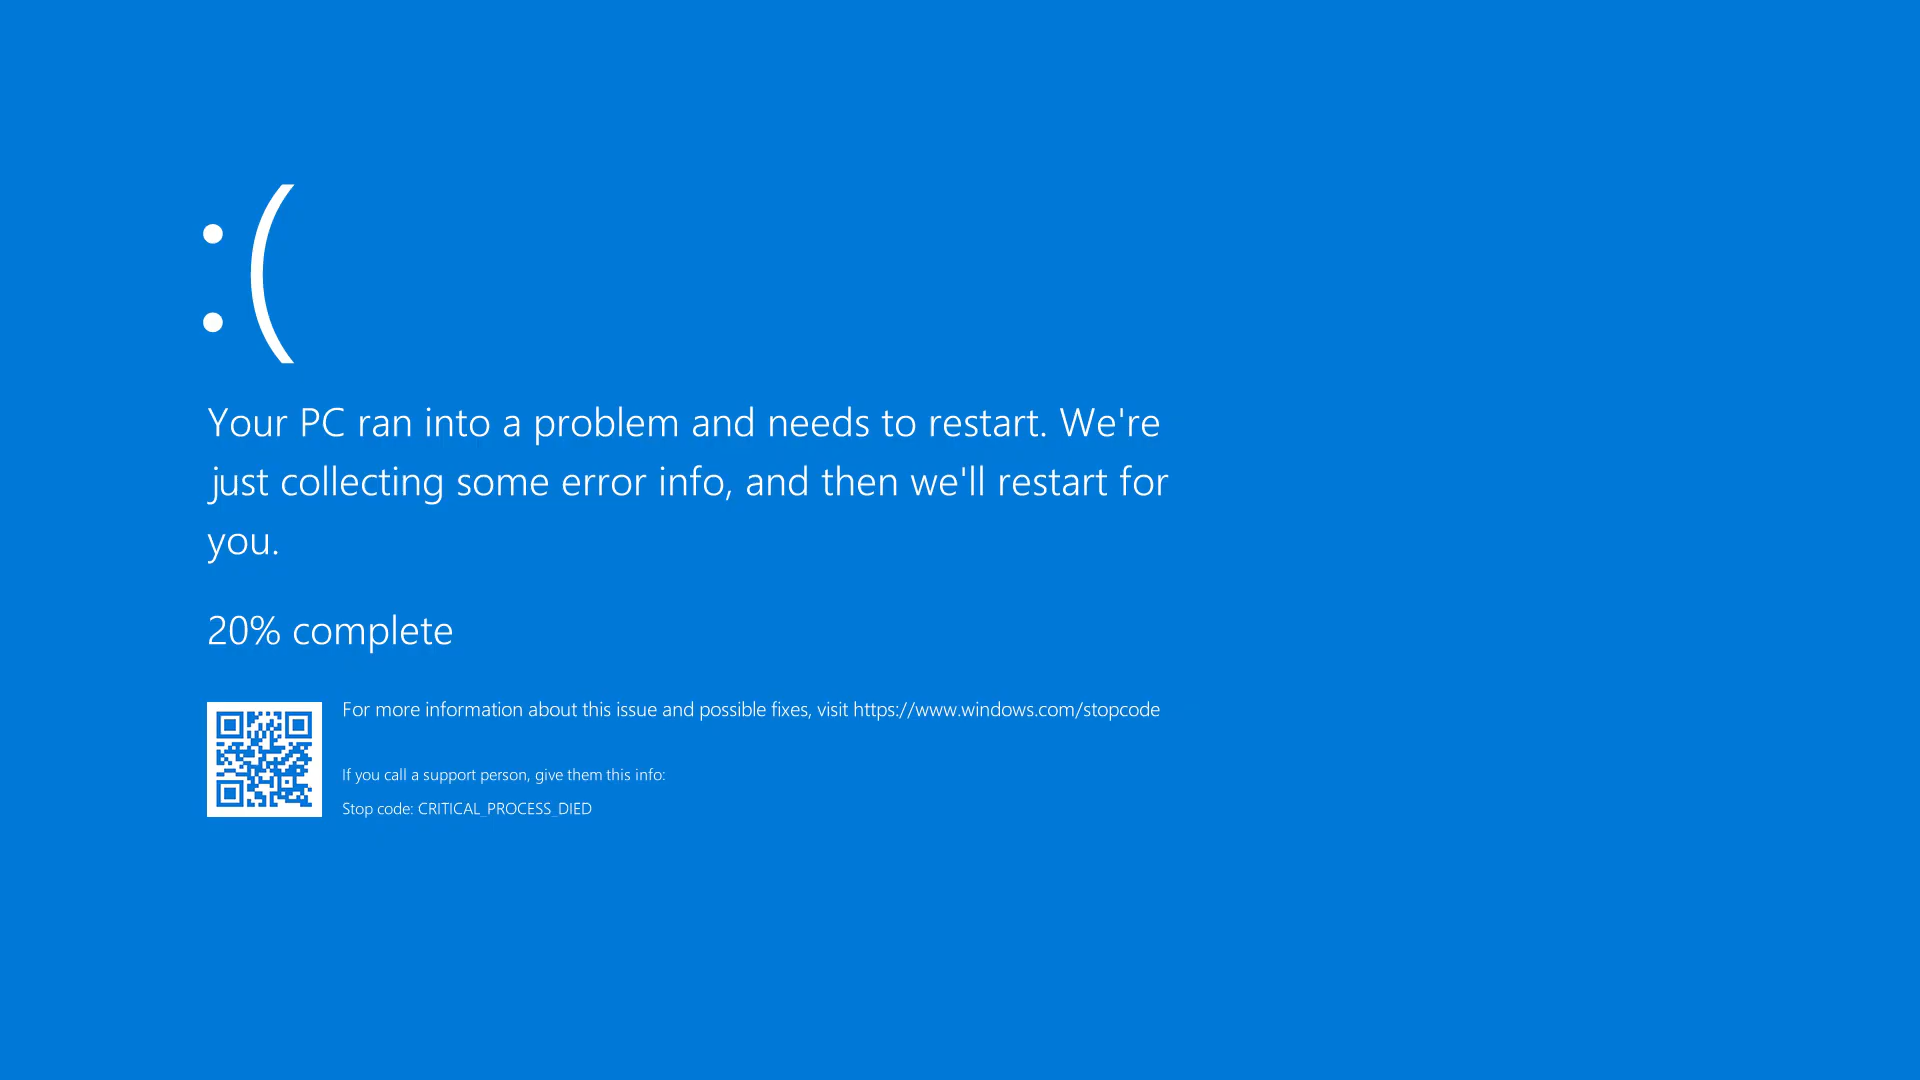 :(
Your PC ran into a problem and needs to restart. We're
just collecting some error info, and then we'll restart for
you.
20% complete
For more information about this issue and possible fixes, visit https://www.windows.com/stopcode
If you call a support person, give them this info:
Stop code: CRITICAL_PROCESS_DIED